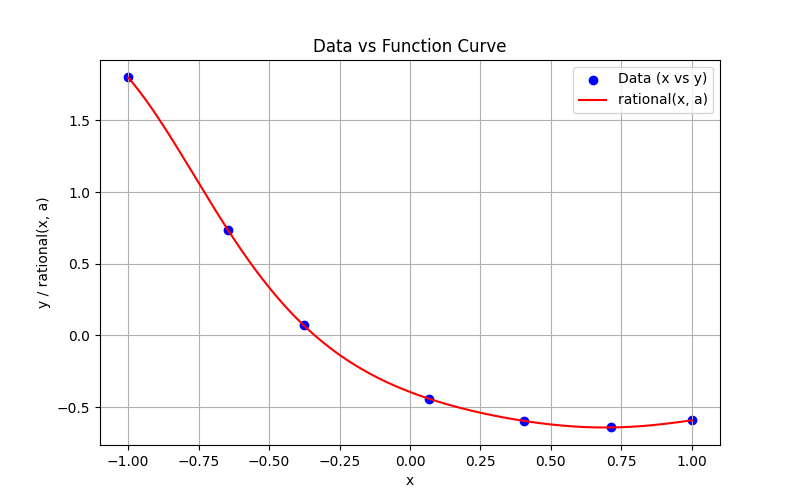 Data vs Function Curve
Data (x vs y)
rational(x, a)
y / rational(x, a)
1.5
1.0
0.5
0.0
−0.5
−1.00 −0.75 −0.50 −0.25 0.00 0.25 0.50 0.75 1.00
x